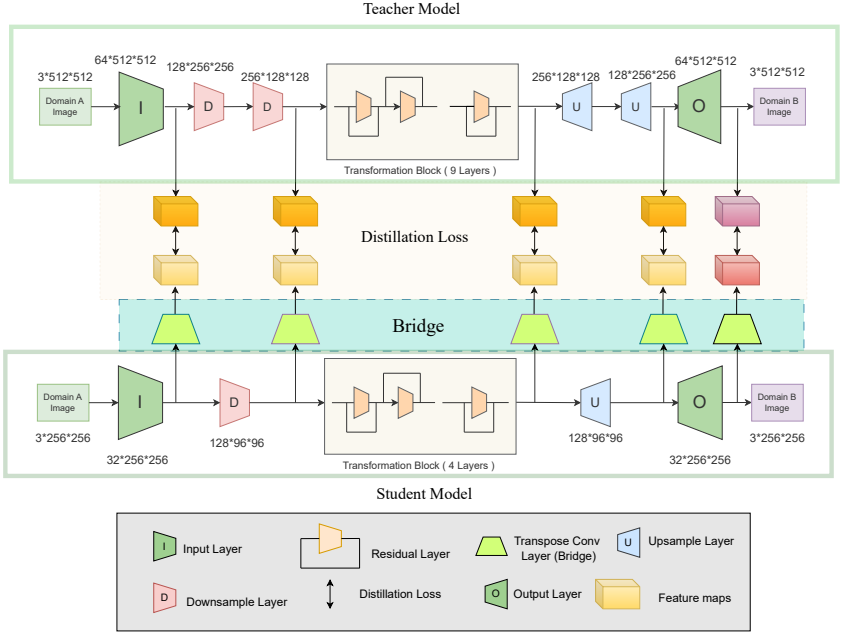 Teacher Model
64*512*512
128*256*256
256*128*128
3*512*512
Domain A
Image
I
D
D
Transformation Block ( 9 Layers )
256*128*128
128*256*256
64*512*512
3*512*512
U
U
O
Domain B
Image
Distillation Loss
Bridge
Domain A
Image
3*256*256
I
32*256*256
D
128*96*96
Transformation Block ( 4 Layers )
U
128*96*96
O
32*256*256
Domain B
Image
3*256*256
Student Model
I
Input Layer
Residual Layer
Transpose Conv
Layer (Bridge)
U
Upsample Layer
D
Downsample Layer
Distillation Loss
O
Output Layer
Feature maps